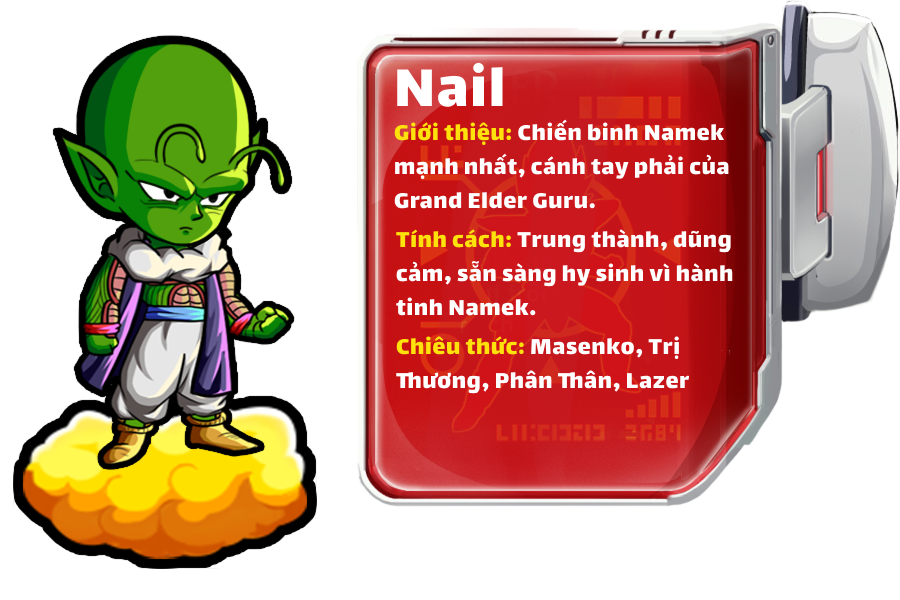 Nail
Giới thiệu: Chiến binh Namek
mạnh nhất, cánh tay phải của
Grand Elder Guru.
Tính cách: Trung thành, dũng
cảm, sẵn sàng hy sinh vì hành
tinh Namek.
Chiêu thức: Masenko, Trị
Thương, Phân Thân, Lazer